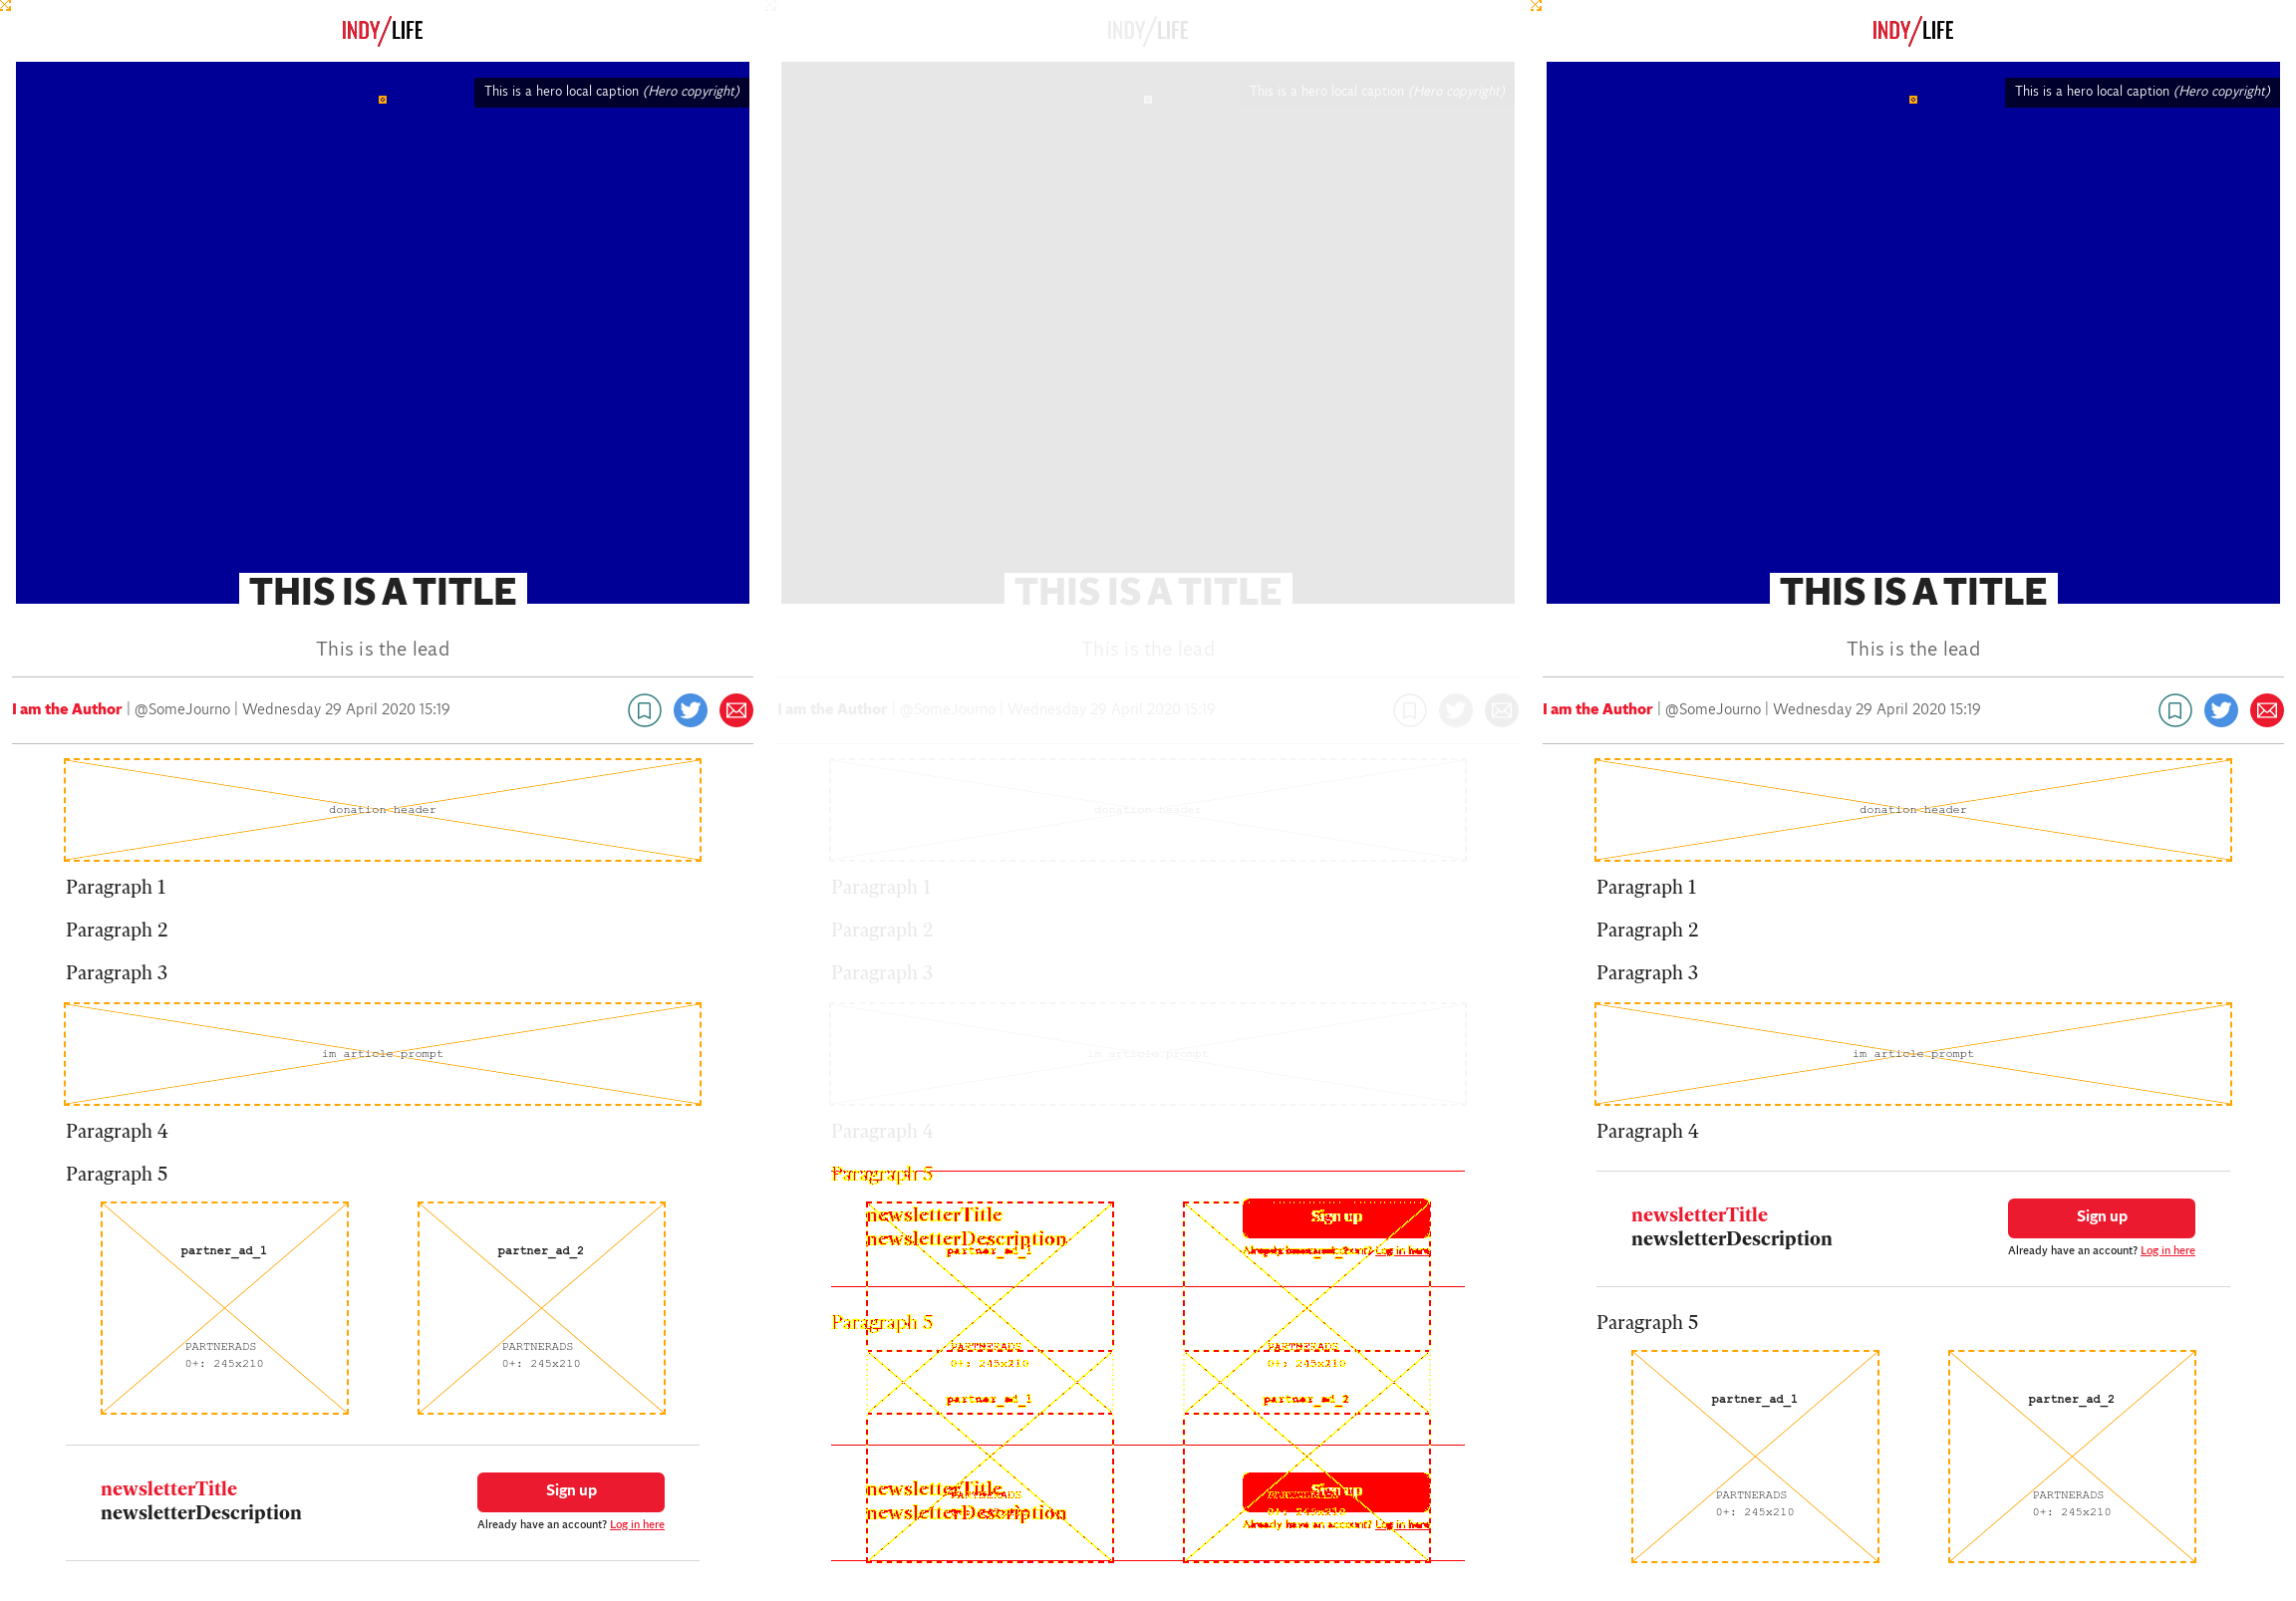 INDY/LIFE
This is a hero local caption (Hero copyright)
THIS IS A TITLE
This is the lead
I am the Author | @SomeJourno | Wednesday 29 April 2020 15:19
donation header
Paragraph 1
Paragraph 2
Paragraph 3
im article prompt
Paragraph 4
Paragraph 5
partner_ad_1
partner_ad_2
PARTNERADS
0+: 245x210
PARTNERADS
0+: 245x210
newsletterTitle
newsletterDescription
Sign up
Already have an account? Log in here
INDY/LIFE
This is a hero local caption (Hero copyright)
THIS IS A TITLE
This is the lead
I am the Author | @SomeJourno | Wednesday 29 April 2020 15:19
donation header
Paragraph 1
Paragraph 2
Paragraph 3
im article prompt
Paragraph 4
Paragraph 5
newsletterTitle
newsletterDescription
partner_ad_1
Sign up
Log in here
Paragraph 5
PARTNERADS
0+: 245x210
PARTNERADS
0+: 245x210
partner_ad_1
partner_ad_2
newsletterTitle
newsletterDescription
Sign up
Already have an account? Log in here
INDY/LIFE
This is a hero local caption (Hero copyright)
THIS IS A TITLE
This is the lead
I am the Author | @SomeJourno | Wednesday 29 April 2020 15:19
donation header
Paragraph 1
Paragraph 2
Paragraph 3
im article prompt
Paragraph 4
newsletterTitle
newsletterDescription
Sign up
Already have an account? Log in here
Paragraph 5
partner_ad_1
partner_ad_2
PARTNERADS
0+: 245x210
PARTNERADS
0+: 245x210